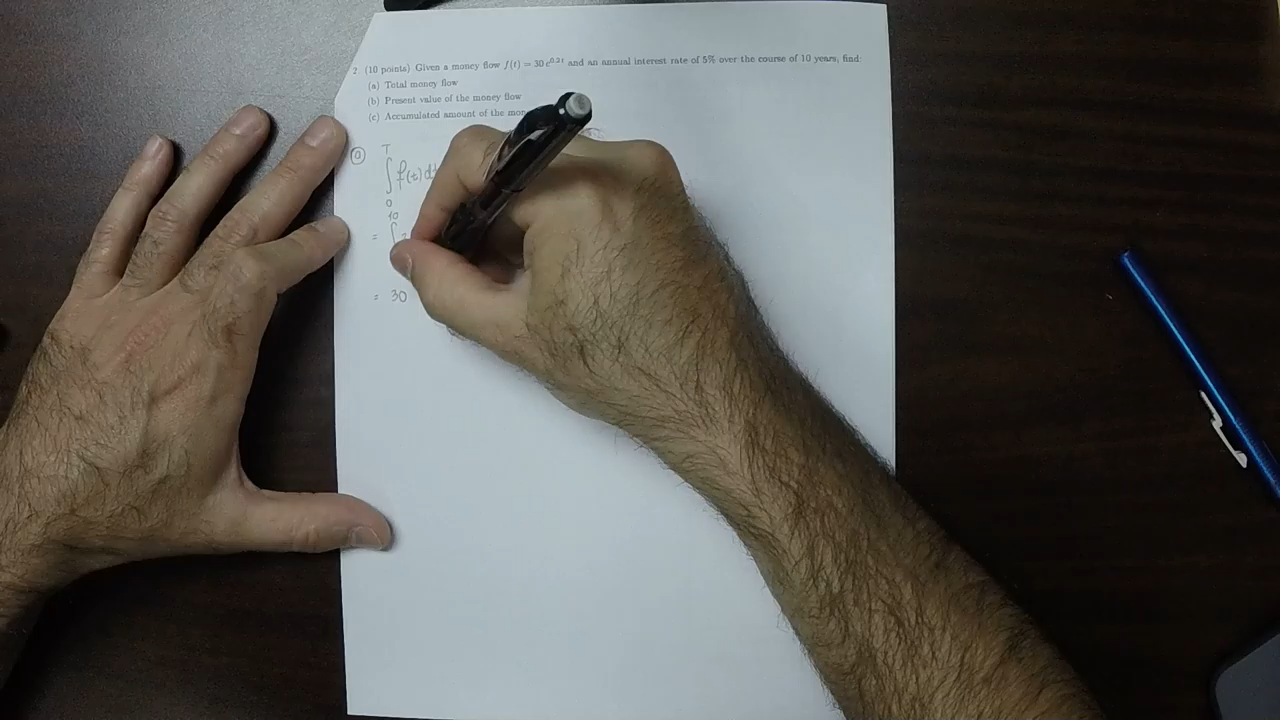 2. (10 points) Given a money flow f(t) = 30 e^{0.2t} and an annual interest rate of 5% over the course of 10 years, find:
(a) Total money flow
(b) Present value of the money flow
(c) Accumulated amount of the
ⓐ
T
∫ f(t) d
0
10
= ∫
= 30